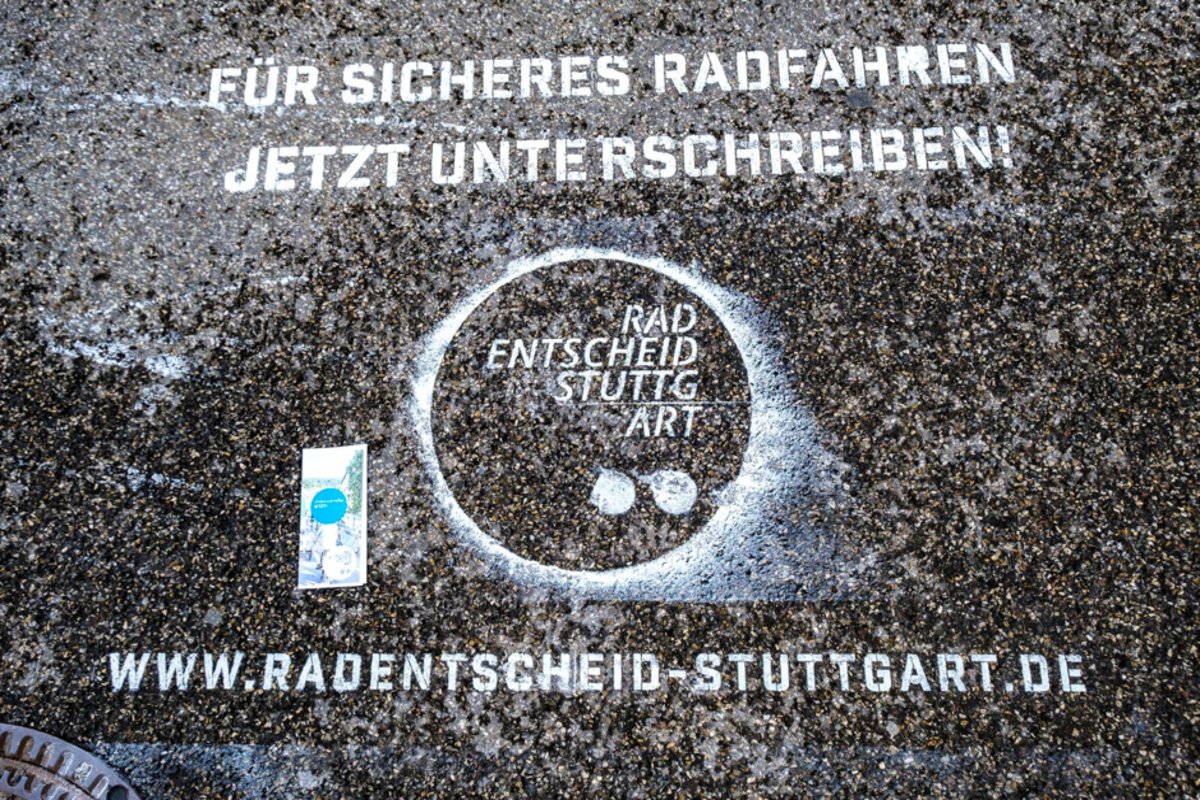 FÜR SICHERES RADFAHREN
JETZT UNTERSCHREIBEN!
RAD
ENTSCHEID
STUTTG
ART
WWW.RADENTSCHEID-STUTTGART.DE